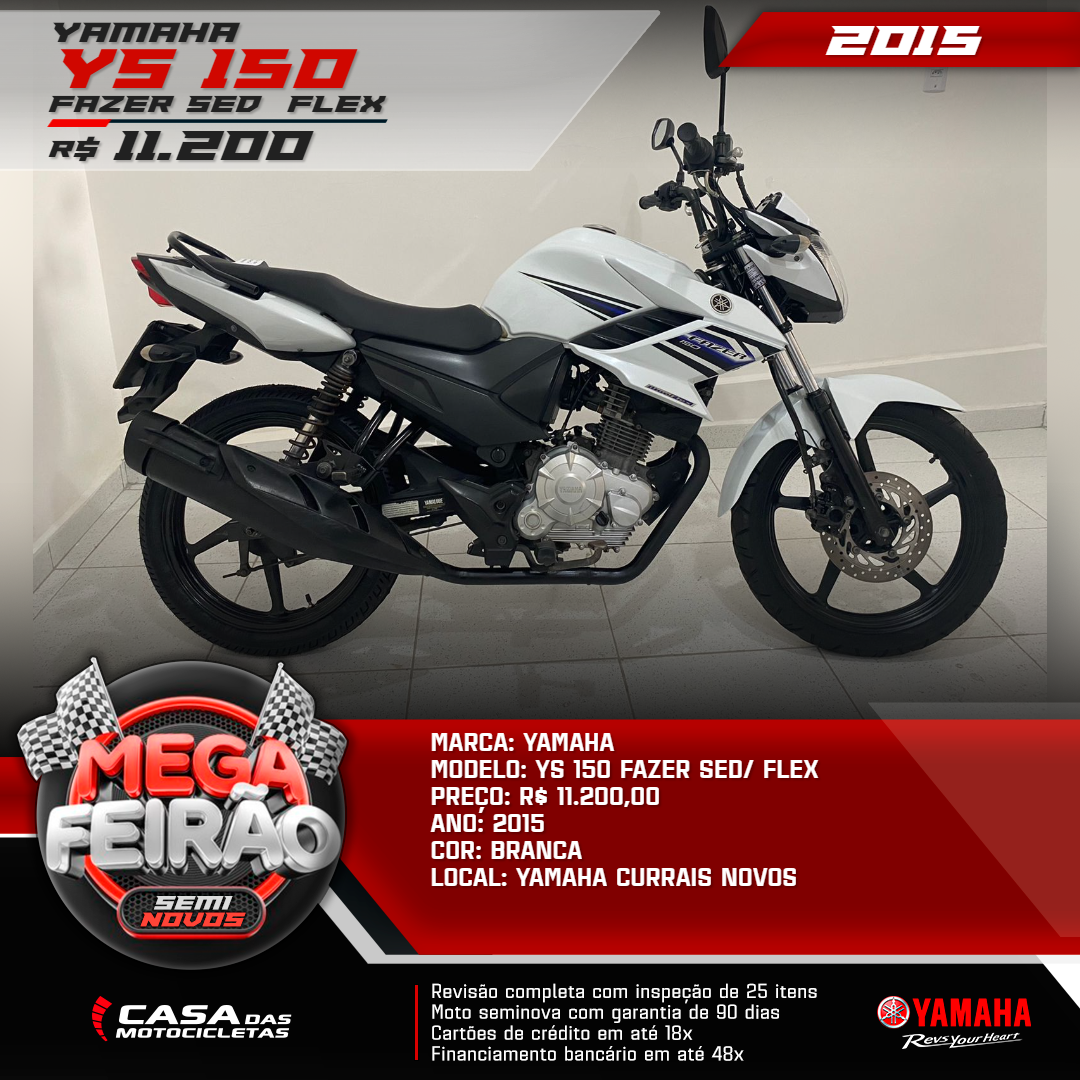 YAMAHA
YS 150
FAZER SED FLEX
R$ 11.200
2015
FAZER
150
YAMAHA
MEGA
FEIRÃO
SEMI
NOVOS
MARCA: YAMAHA
MODELO: YS 150 FAZER SED/ FLEX
PREÇO: R$ 11.200,00
ANO: 2015
COR: BRANCA
LOCAL: YAMAHA CURRAIS NOVOS
CASA DAS
MOTOCICLETAS
Revisão completa com inspeção de 25 itens
Moto seminova com garantia de 90 dias
Cartões de crédito em até 18x
Financiamento bancário em até 48x
YAMAHA
Revs Your Heart